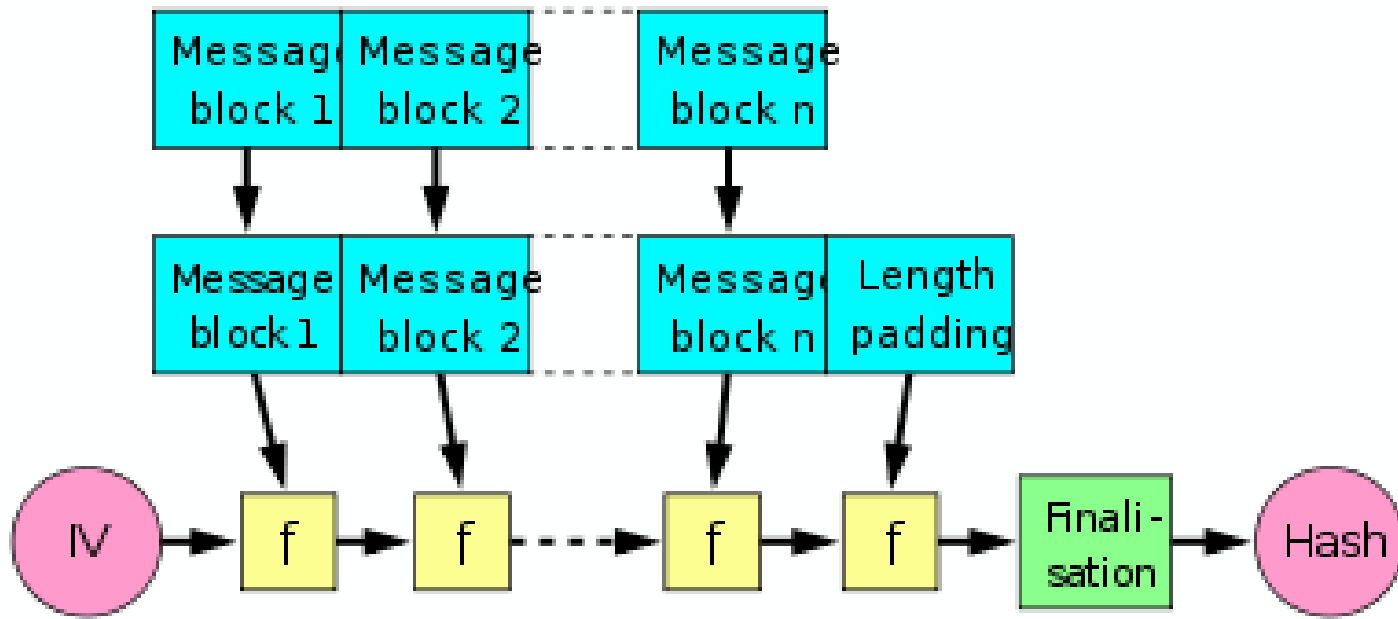 Message
block 1
Message
block 2
Message
block n
Message
block 1
Message
block 2
Message
block n
Length
padding
IV
f
f
f
f
Finali-
sation
Hash